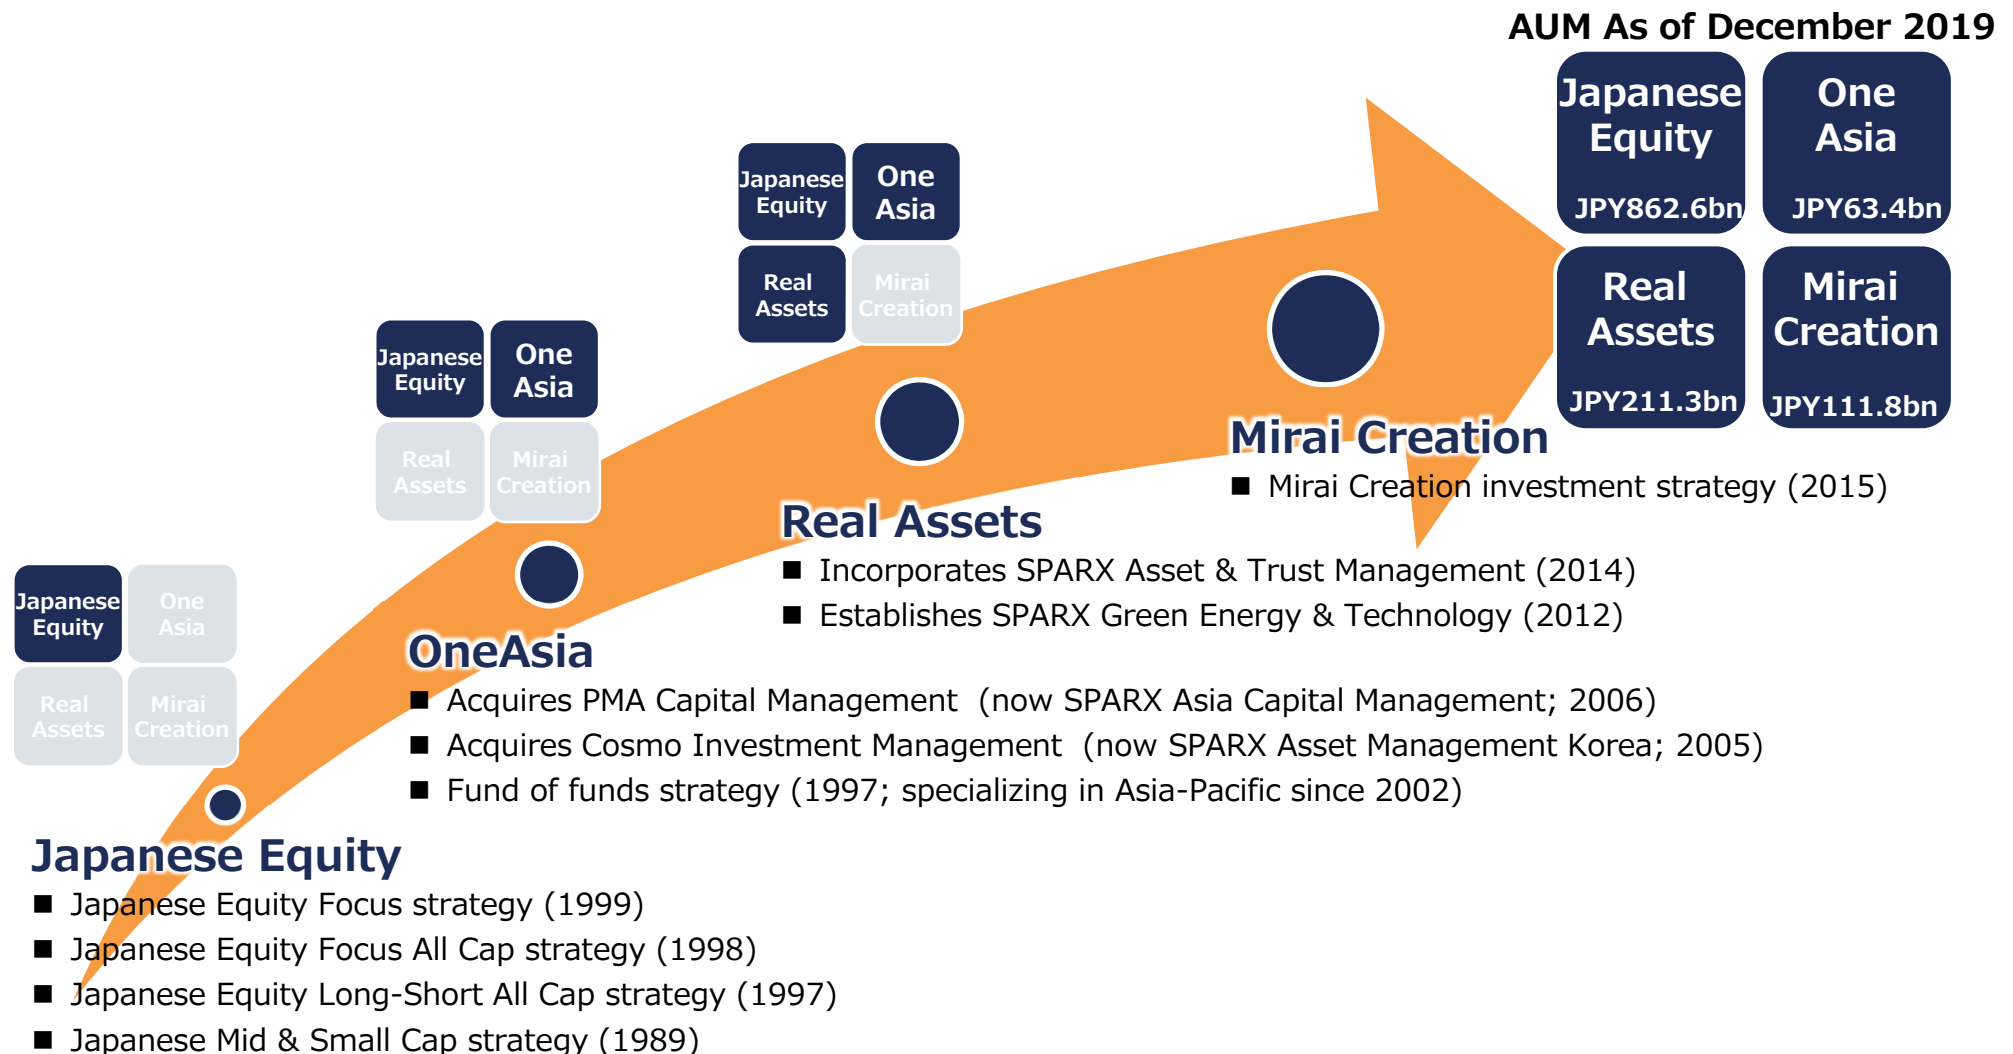 AUM As of December 2019
Japanese
Equity
JPY862.6bn
One
Asia
JPY63.4bn
Real
Assets
JPY211.3bn
Mirai
Creation
JPY111.8bn
Japanese
Equity
One
Asia
Real
Assets
Mirai
Creation
Mirai Creation
■ Mirai Creation investment strategy (2015)
Japanese
Equity
One
Asia
Real
Assets
Mirai
Creation
Real Assets
■ Incorporates SPARX Asset & Trust Management (2014)
■ Establishes SPARX Green Energy & Technology (2012)
Japanese
Equity
One
Asia
Real
Assets
Mirai
Creation
OneAsia
■ Acquires PMA Capital Management (now SPARX Asia Capital Management; 2006)
■ Acquires Cosmo Investment Management (now SPARX Asset Management Korea; 2005)
■ Fund of funds strategy (1997; specializing in Asia-Pacific since 2002)
Japanese Equity
■ Japanese Equity Focus strategy (1999)
■ Japanese Equity Focus All Cap strategy (1998)
■ Japanese Equity Long-Short All Cap strategy (1997)
■ Japanese Mid & Small Cap strategy (1989)